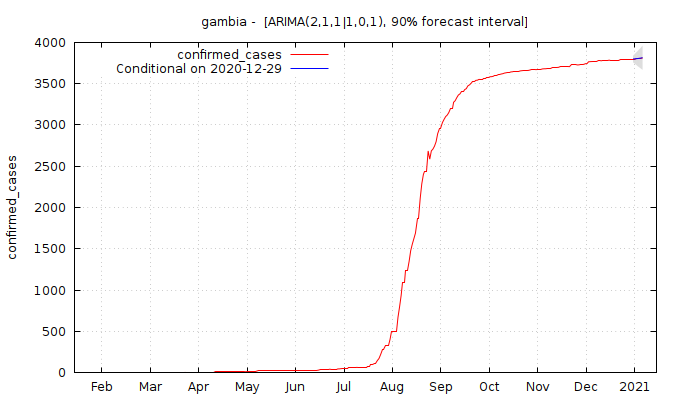 gambia -  [ARIMA(2,1,1|1,0,1), 90% forecast interval]
confirmed_cases
Conditional on 2020-12-29
confirmed_cases
4000
3500
3000
2500
2000
1500
1000
500
0
Feb Mar Apr May Jun Jul Aug Sep Oct Nov Dec 2021